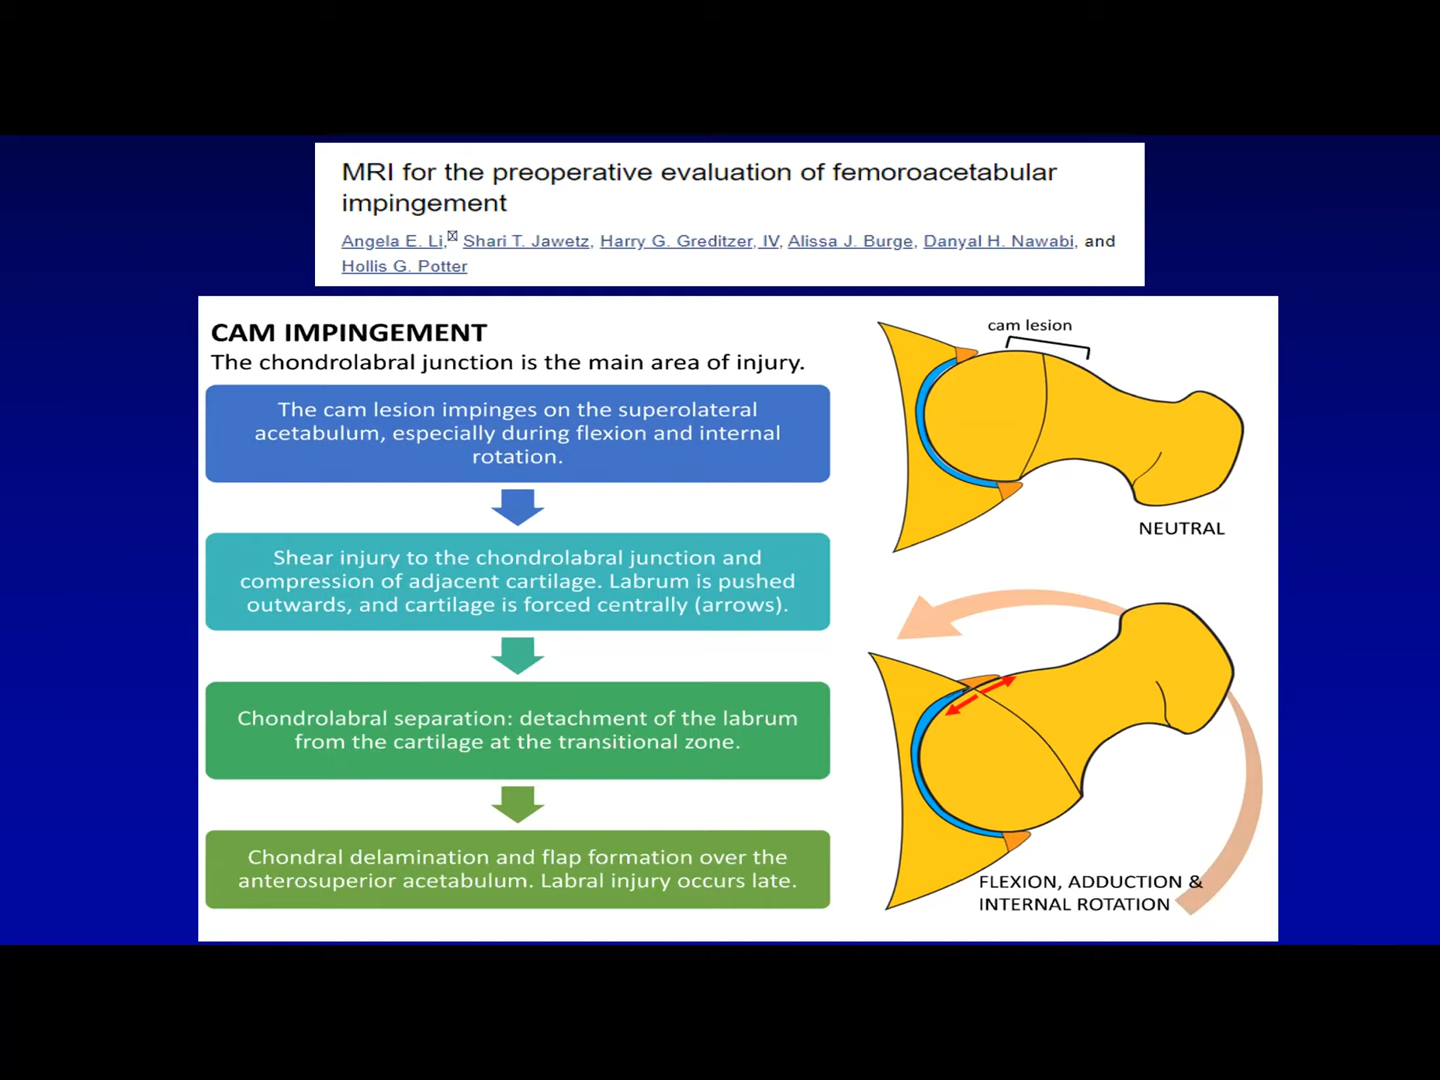 MRI for the preoperative evaluation of femoroacetabular
impingement
Angela E. Li, Shari T. Jawetz, Harry G. Greditzer, IV, Alissa J. Burge, Danyal H. Nawabi, and
Hollis G. Potter
CAM IMPINGEMENT
The chondrolabral junction is the main area of injury.
The cam lesion impinges on the superolateral
acetabulum, especially during flexion and internal
rotation.
Shear injury to the chondrolabral junction and
compression of adjacent cartilage. Labrum is pushed
outwards, and cartilage is forced centrally (arrows).
Chondrolabral separation: detachment of the labrum
from the cartilage at the transitional zone.
Chondral delamination and flap formation over the
anterosuperior acetabulum. Labral injury occurs late.
cam lesion
NEUTRAL
FLEXION, ADDUCTION &
INTERNAL ROTATION